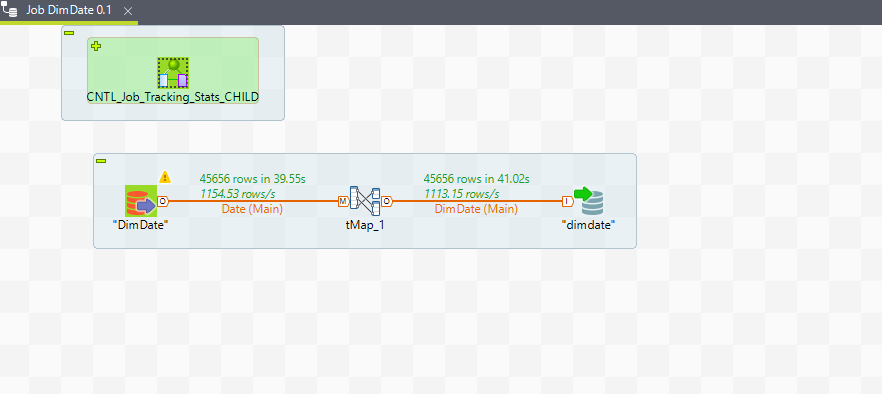 Job DimDate 0.1
CNTL_Job_Tracking_Stats_CHILD
45656 rows in 39.55s
1154.53 rows/s
Date (Main)
45656 rows in 41.02s
1113.15 rows/s
DimDate (Main)
O
M
O
I
"DimDate"
tMap_1
"dimdate"